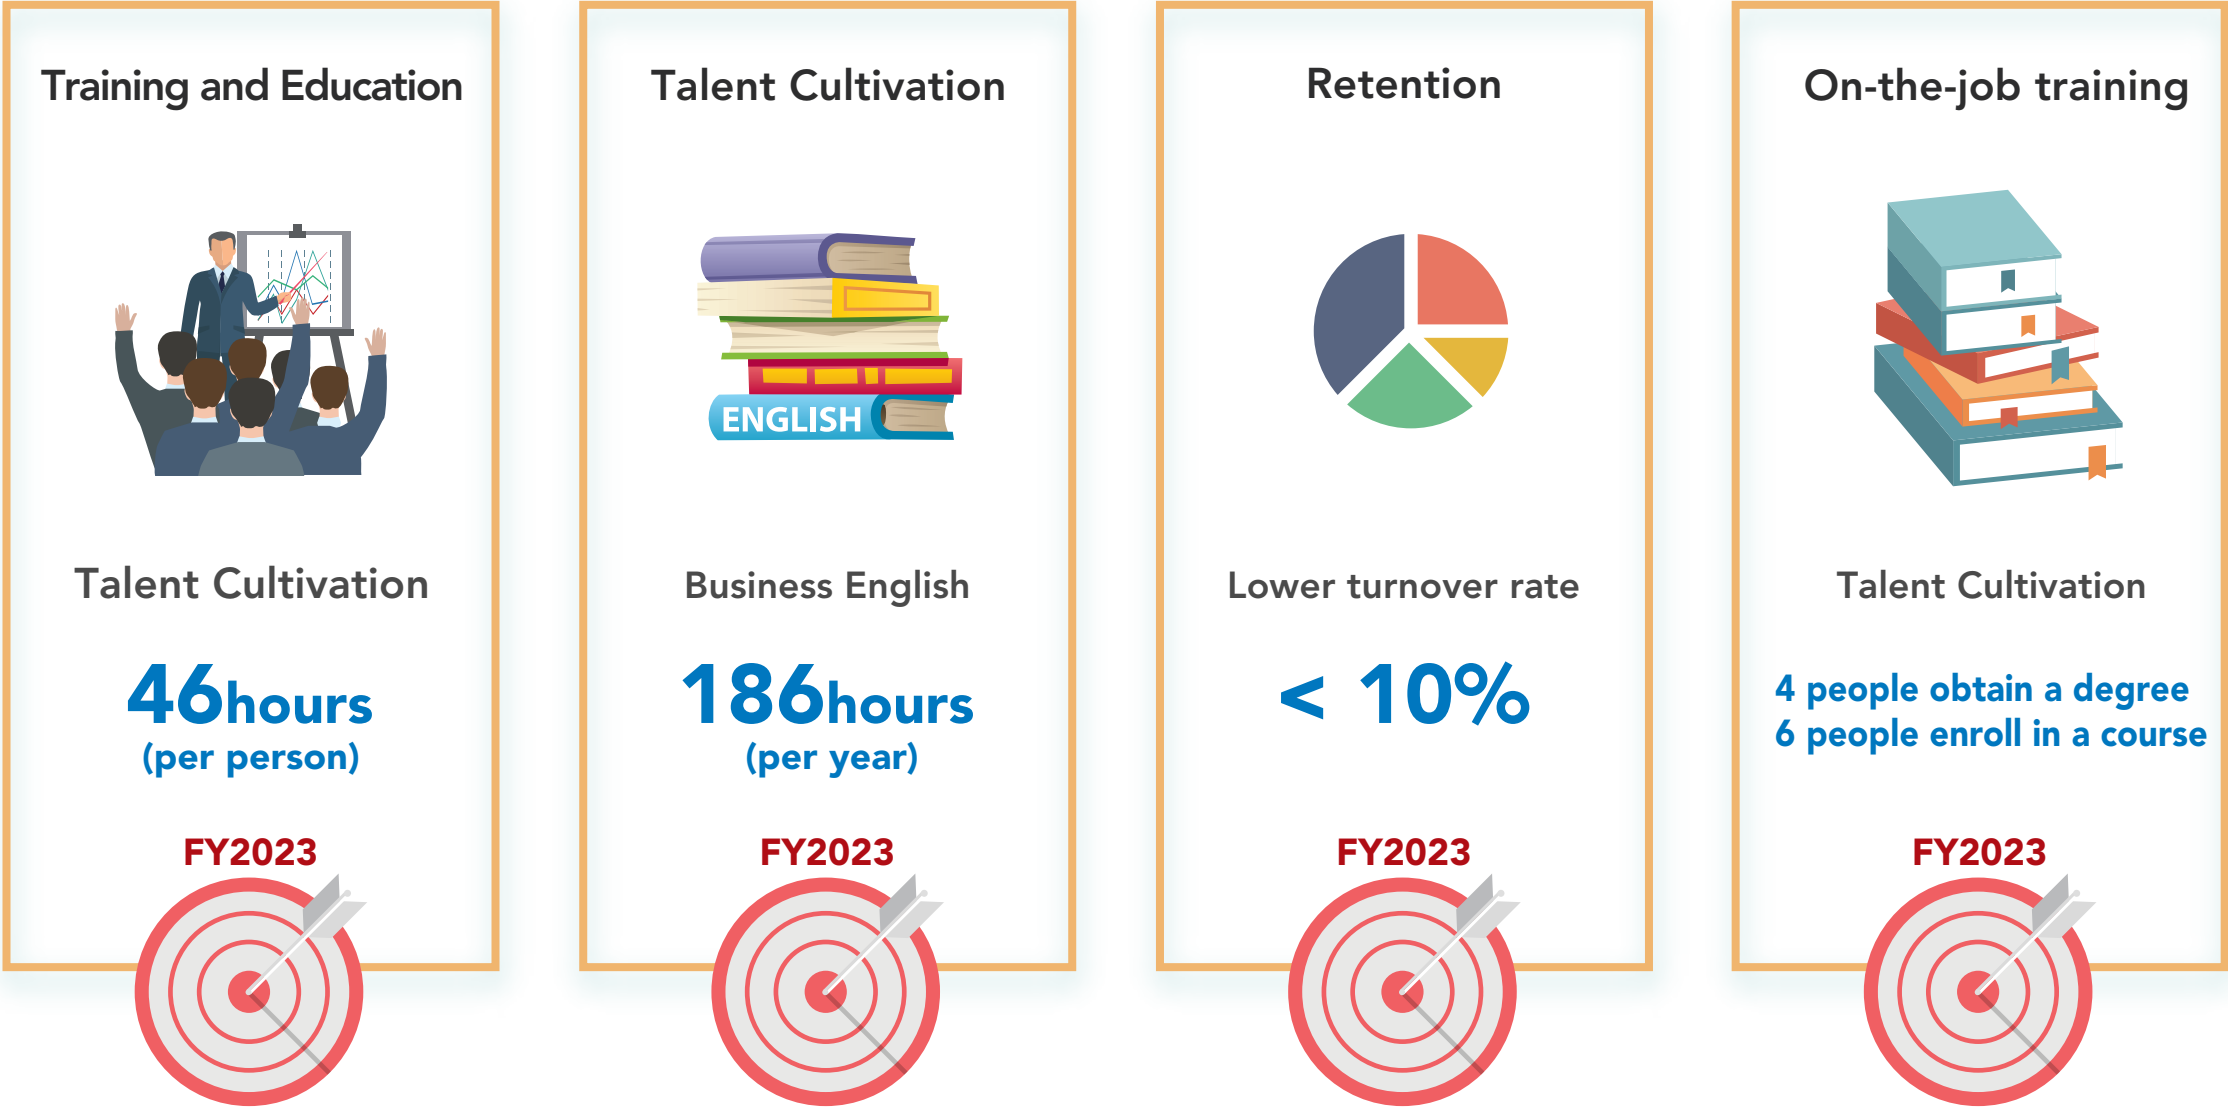 Training and Education
Talent Cultivation
46hours
(per person)
FY2023
Talent Cultivation
ENGLISH
Business English
186hours
(per year)
FY2023
Retention
Lower turnover rate
< 10%
FY2023
On-the-job training
Talent Cultivation
4 people obtain a degree
6 people enroll in a course
FY2023